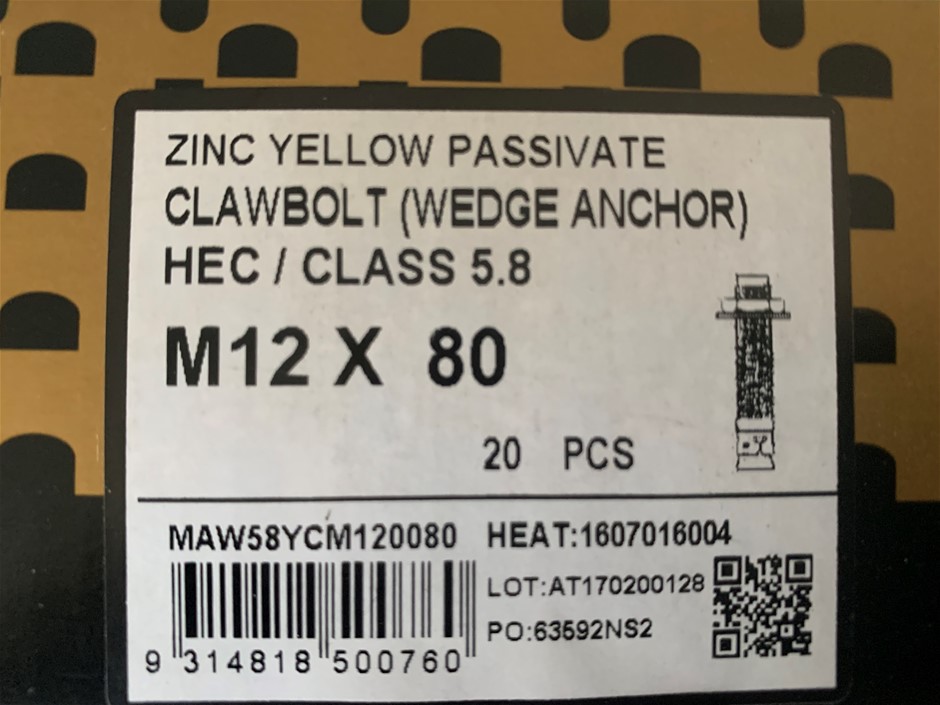 ZINC YELLOW PASSIVATE
CLAWBOLT (WEDGE ANCHOR)
HEC / CLASS 5.8
M12 X 80
20 PCS
MAW58YCM120080 HEAT:1607016004
LOT:AT170200128
PO:63592NS2
9 314818 500760